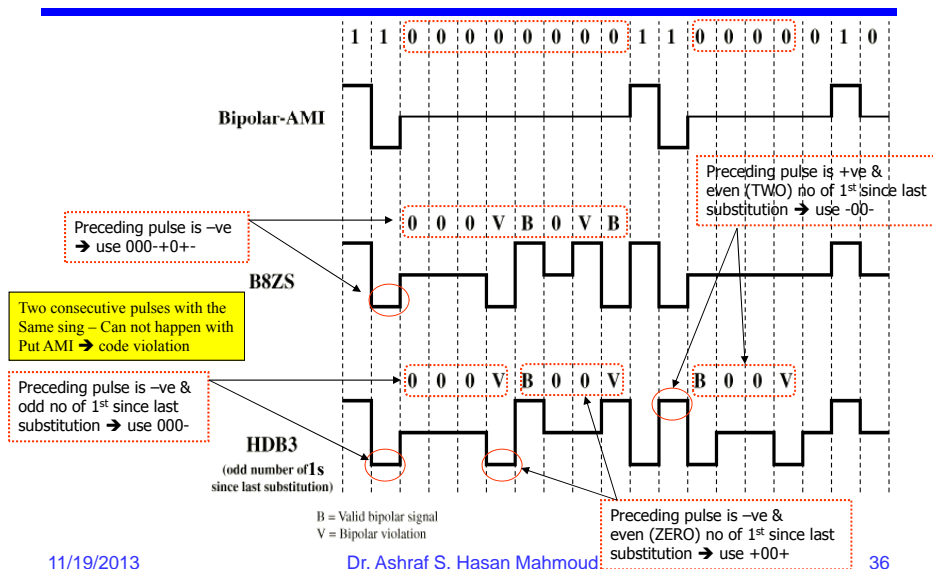 1 1 0 0 0 0 0 0 0 0 1 1 0 0 0 0 0 1 0
Bipolar-AMI
Preceding pulse is +ve &
even (TWO) no of 1st since last
substitution ➔ use -00-
0 0 0 V B 0 V B
Preceding pulse is –ve
➔ use 000-+0+-
B8ZS
Two consecutive pulses with the
Same sing – Can not happen with
Put AMI ➔ code violation
0 0 0 V B 0 0 V B 0 0 V
Preceding pulse is –ve &
odd no of 1st since last
substitution ➔ use 000-
HDB3
(odd number of 1s
since last substitution)
B = Valid bipolar signal
V = Bipolar violation
Preceding pulse is –ve &
even (ZERO) no of 1st since last
substitution ➔ use +00+
11/19/2013 Dr. Ashraf S. Hasan Mahmoud 36